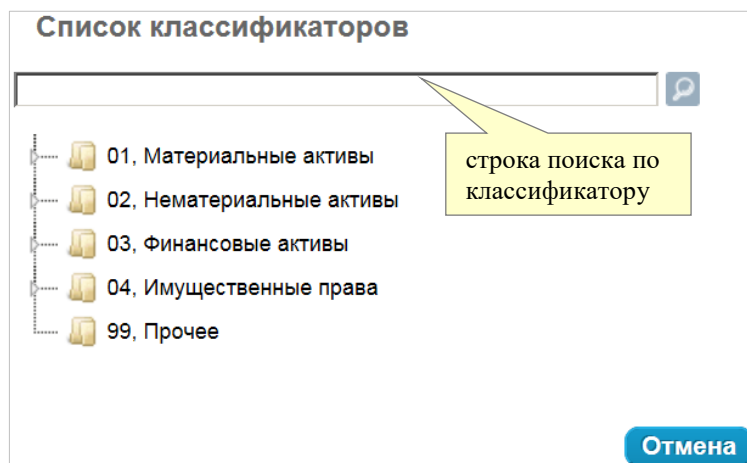 Список классификаторов
строка поиска по
классификатору
01, Материальные активы
02, Нематериальные активы
03, Финансовые активы
04, Имущественные права
99, Прочее
Отмена